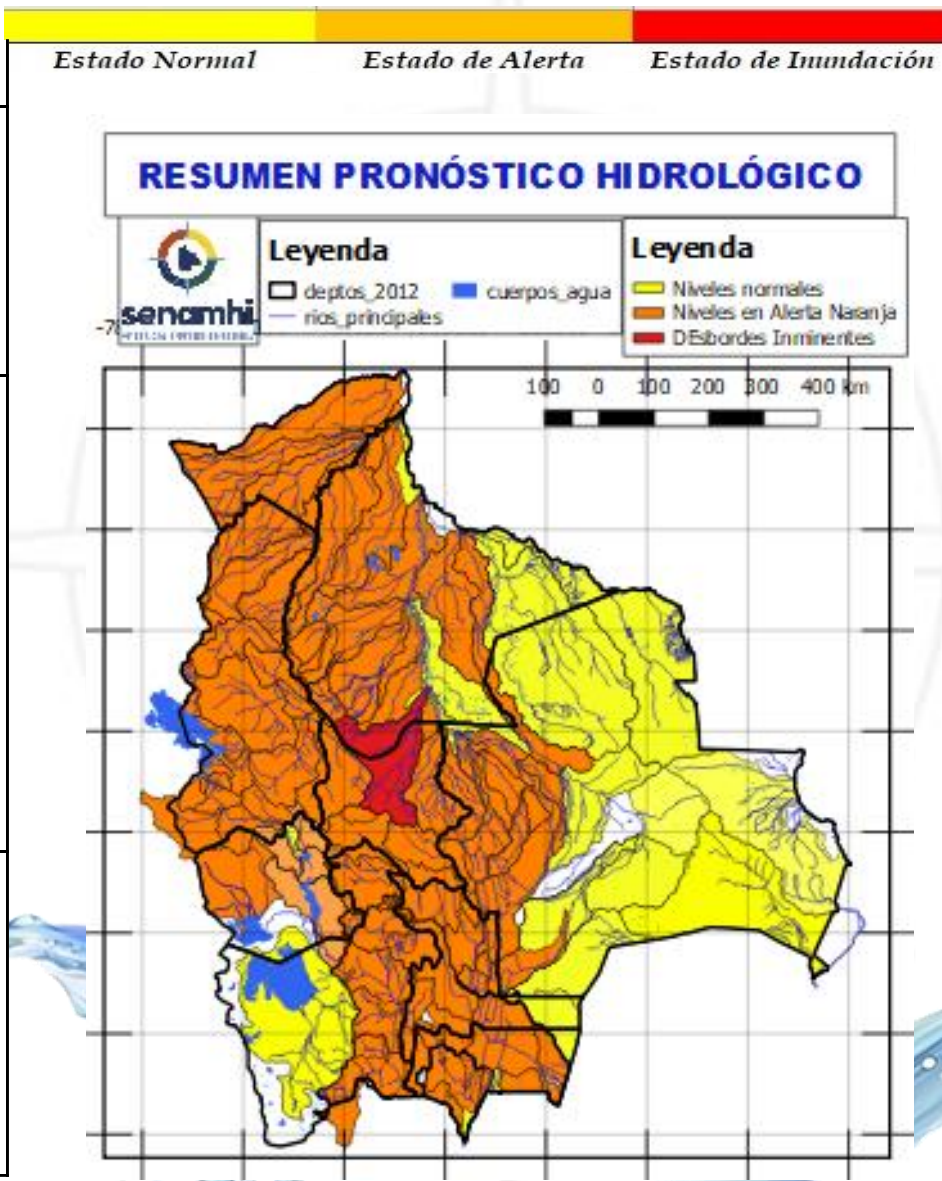 Estado Normal
Estado de Alerta
Estado de Inundación
RESUMEN PRONÓSTICO HIDROLÓGICO
senamhi
Leyenda
deptos_2012
cuerpos_agua
rios_principales
Leyenda
Niveles normales
Niveles en Alerta Naranja
DEsbordes Inminentes
100 0 100 200 300 400 km